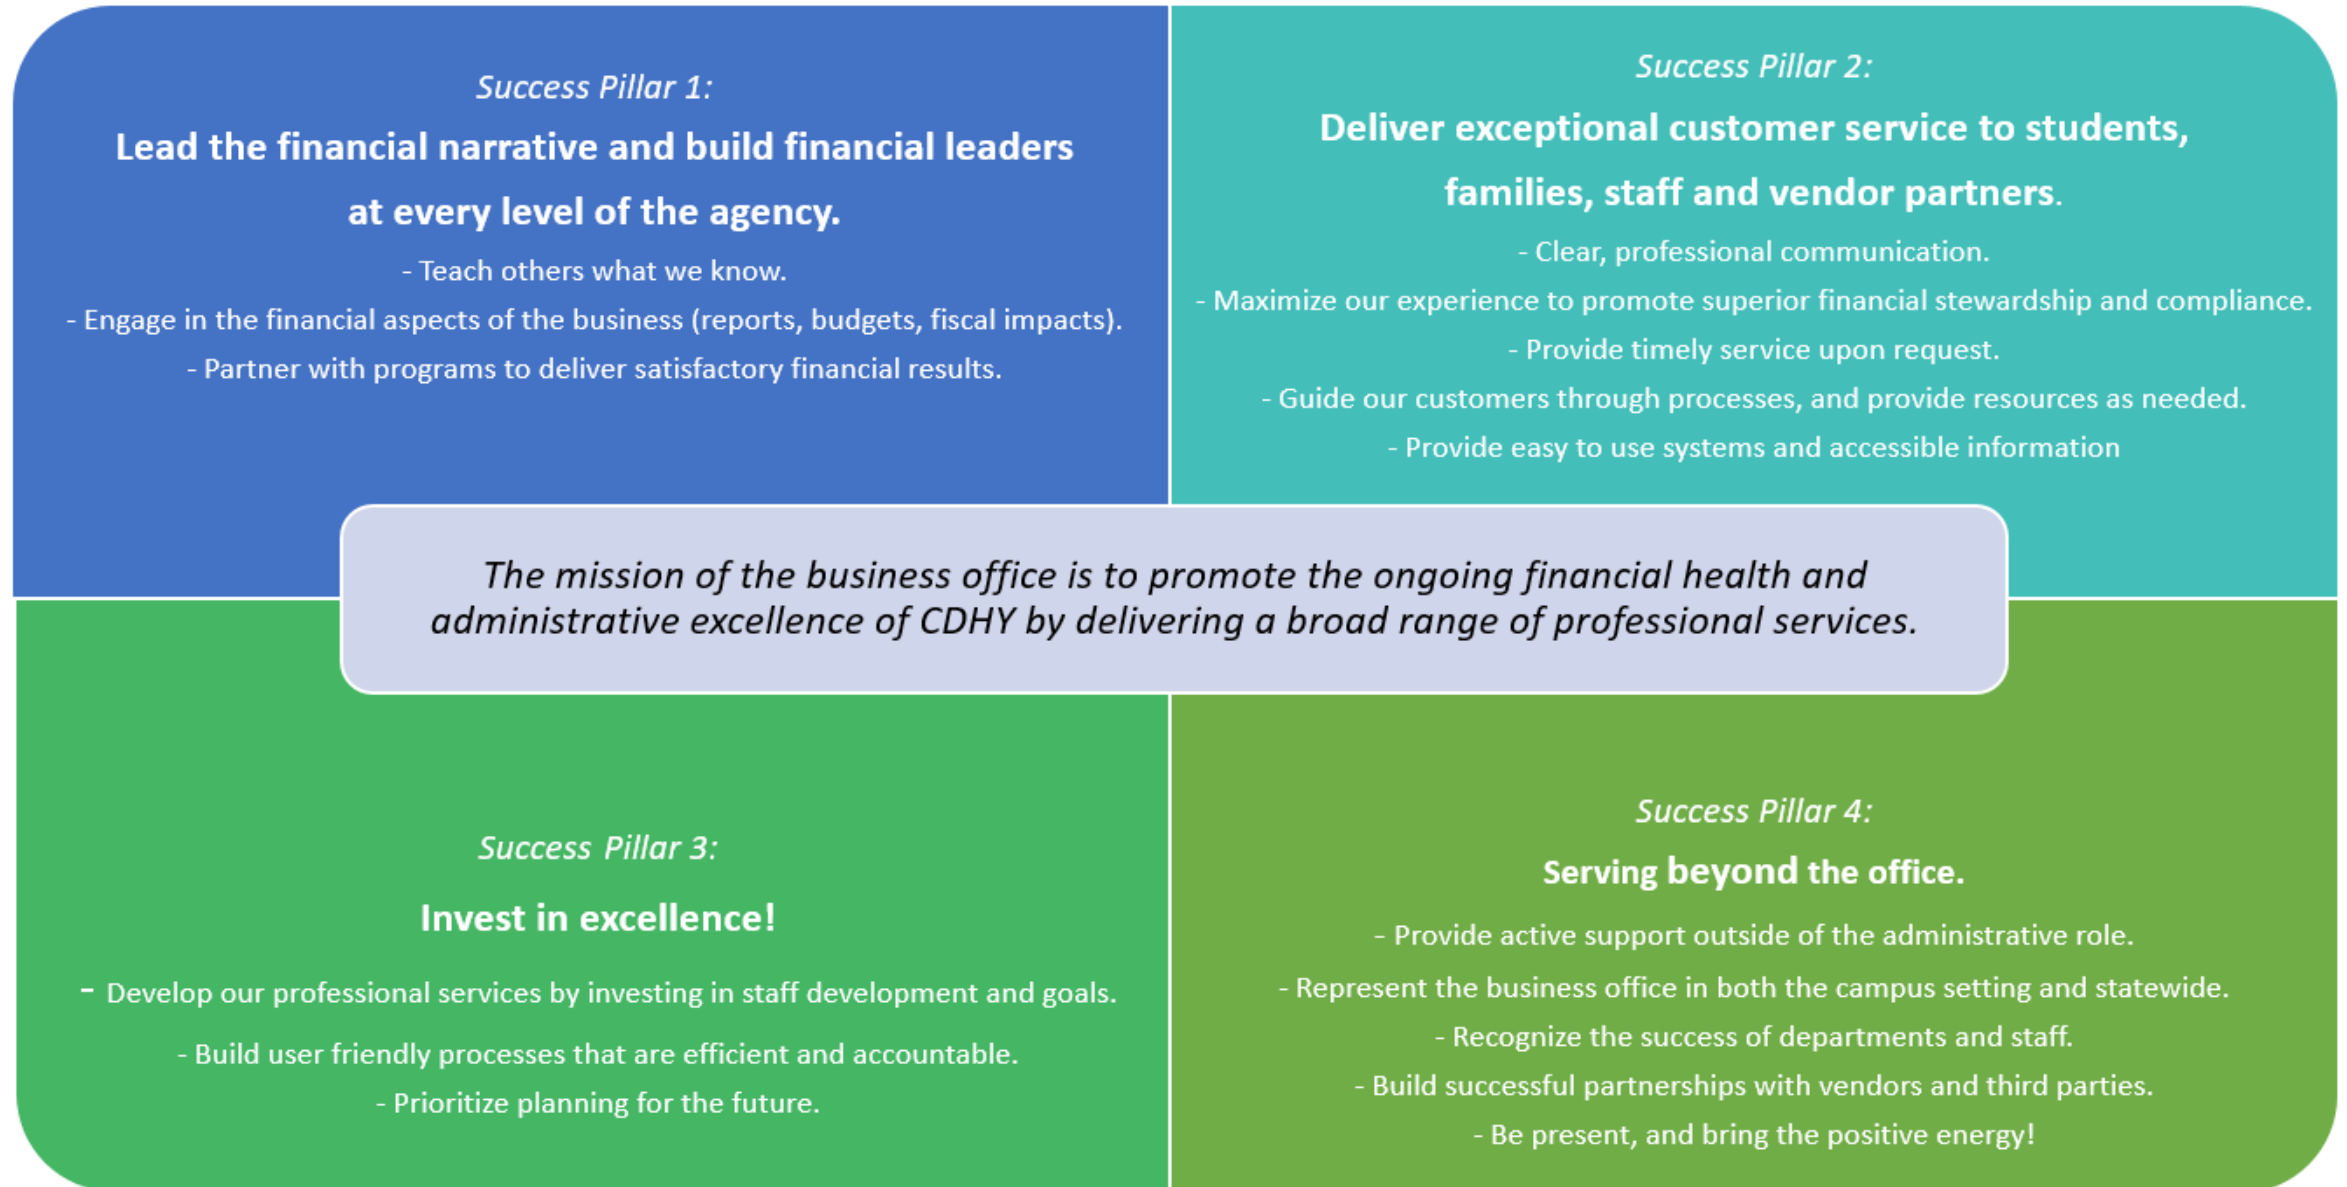 Success Pillar 1:
Lead the financial narrative and build financial leaders
at every level of the agency.
- Teach others what we know.
- Engage in the financial aspects of the business (reports, budgets, fiscal impacts).
- Partner with programs to deliver satisfactory financial results.
Success Pillar 2:
Deliver exceptional customer service to students,
families, staff and vendor partners.
- Clear, professional communication.
- Maximize our experience to promote superior financial stewardship and compliance.
- Provide timely service upon request.
- Guide our customers through processes, and provide resources as needed.
- Provide easy to use systems and accessible information
The mission of the business office is to promote the ongoing financial health and
administrative excellence of CDHY by delivering a broad range of professional services.
Success Pillar 3:
Invest in excellence!
- Develop our professional services by investing in staff development and goals.
- Build user friendly processes that are efficient and accountable.
- Prioritize planning for the future.
Success Pillar 4:
Serving beyond the office.
- Provide active support outside of the administrative role.
- Represent the business office in both the campus setting and statewide.
- Recognize the success of departments and staff.
- Build successful partnerships with vendors and third parties.
- Be present, and bring the positive energy!